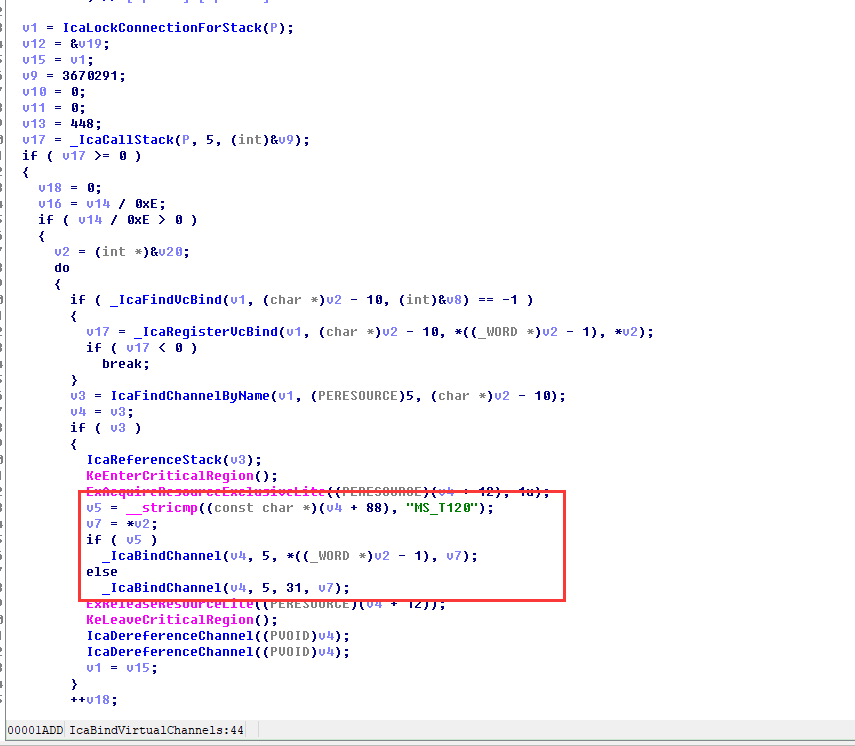 v1 = IcaLockConnectionForStack(P);
v12 = &v19;
v15 = v1;
v9 = 3670291;
v10 = 0;
v11 = 0;
v13 = 448;
v17 = _IcaCallStack(P, 5, (int)&v9);
if ( v17 >= 0 )
{
v18 = 0;
v16 = v14 / 0xE;
if ( v14 / 0xE > 0 )
{
v2 = (int *)&v20;
do
{
if ( _IcaFindVcBind(v1, (char *)v2 - 10, (int)&v8) == -1 )
{
v17 = _IcaRegisterVcBind(v1, (char *)v2 - 10, *((_WORD *)v2 - 1), *v2);
if ( v17 < 0 )
break;
}
v3 = IcaFindChannelByName(v1, (PERESOURCE)5, (char *)v2 - 10);
v4 = v3;
if ( v3 )
{
IcaReferenceStack(v3);
KeEnterCriticalRegion();
ExAcquireResourceExclusiveLite((PERESOURCE)(v4 + 12), 1u);
v5 = __stricmp((const char *)(v4 + 88), "MS_T120");
v7 = *v2;
if ( v5 )
_IcaBindChannel(v4, 5, *((_WORD *)v2 - 1), v7);
else
_IcaBindChannel(v4, 5, 31, v7);
ExReleaseResourceLite((PERESOURCE)(v4 + 12));
KeLeaveCriticalRegion();
IcaDereferenceChannel((PVOID)v4);
IcaDereferenceChannel((PVOID)v4);
v1 = v15;
}
++v18;
00001ADD IcaBindVirtualChannels:44